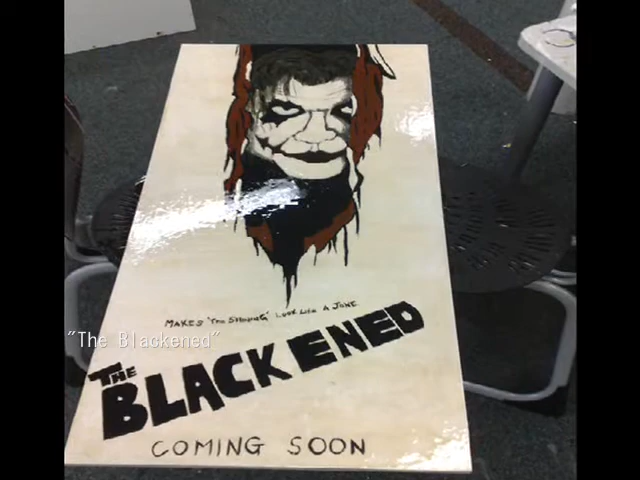 MAKES 'THE SHINING' LOOK LIKE A JOKE
"The Blackened"
THE
BLACKENED
COMING SOON